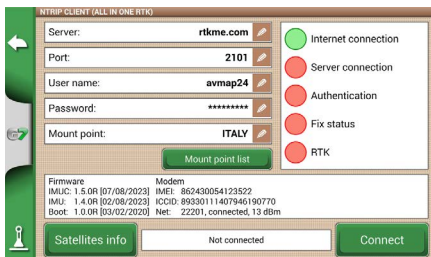 NTRIP CLIENT (ALL IN ONE RTK)
Server: rtkme.com
Port: 2101
User name: avmap24
Password: *********
Mount point: ITALY
Mount point list
Internet connection
Server connection
Authentication
Fix status
RTK
Firmware Modem
IMUC: 1.5.0R [07/08/2023] IMEI: 862430054123522
IMU: 1.4.0R [02/08/2023] ICCID: 89330111407946190770
Boot: 1.0.0R [03/02/2020] Net: 22201, connected, 13 dBm
Satellites info
Not connected
Connect